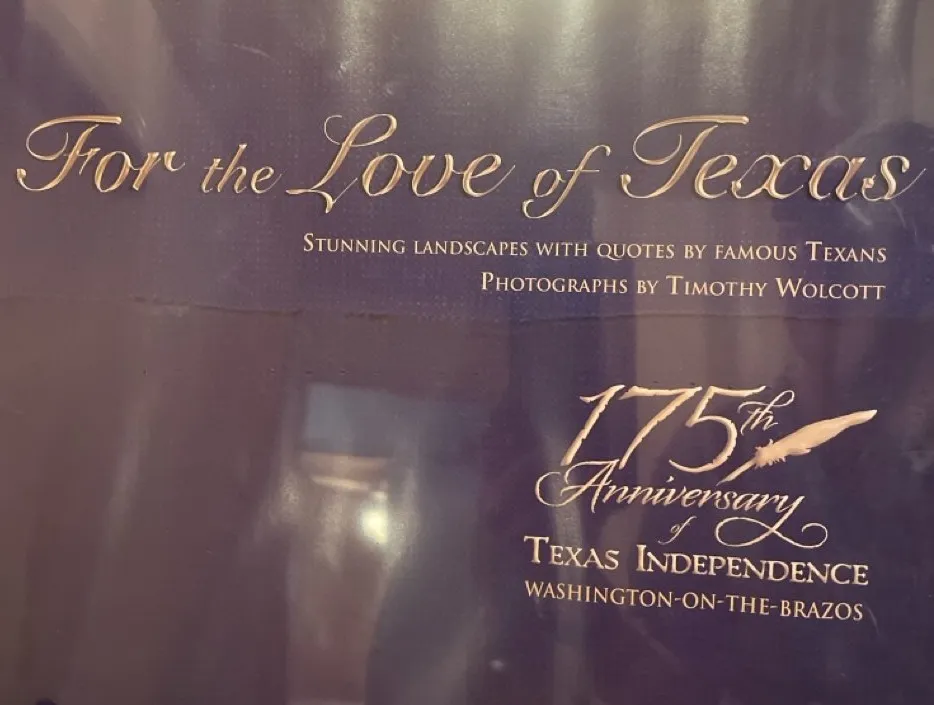 For the Love of Texas
Stunning landscapes with quotes by famous Texans
Photographs by Timothy Wolcott
175th
Anniversary
of
Texas Independence
Washington-on-the-Brazos